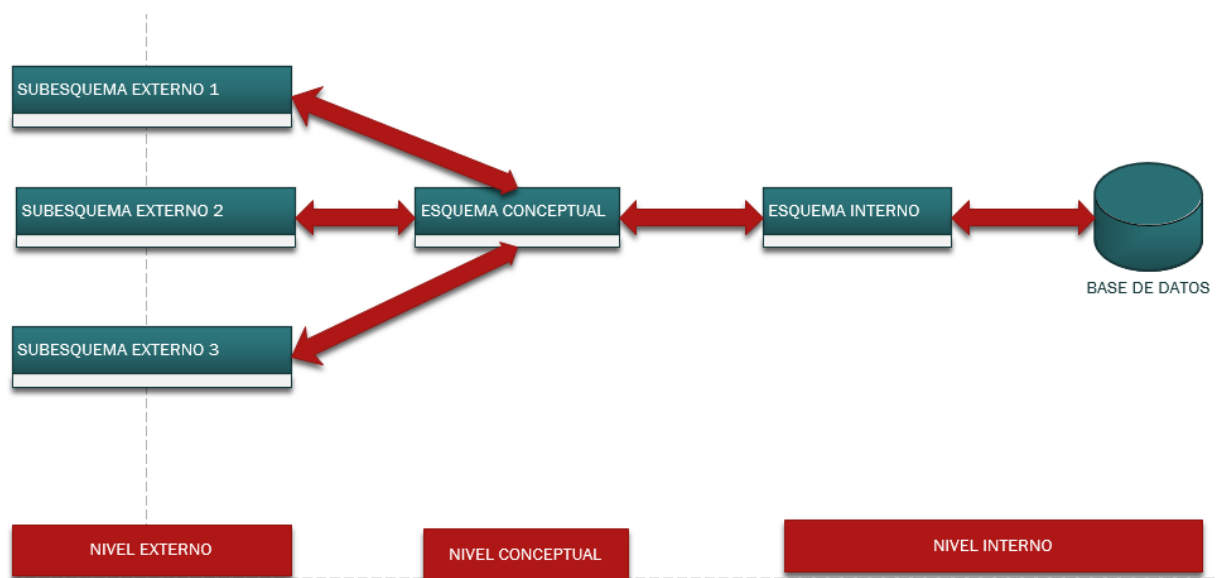 SUBESQUEMA EXTERNO 1
SUBESQUEMA EXTERNO 2
ESQUEMA CONCEPTUAL
ESQUEMA INTERNO
BASE DE DATOS
SUBESQUEMA EXTERNO 3
NIVEL EXTERNO
NIVEL CONCEPTUAL
NIVEL INTERNO